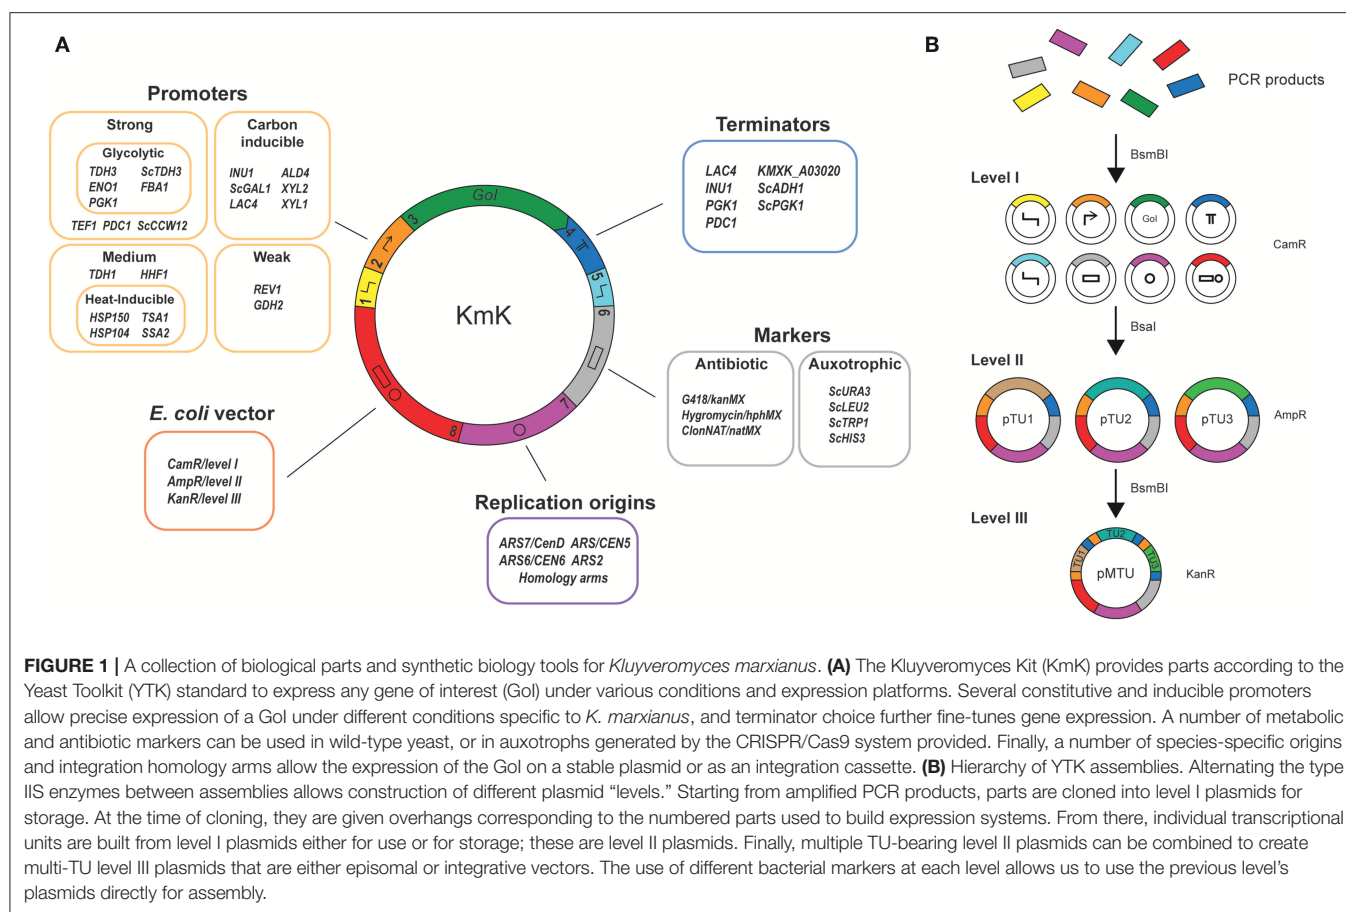 A
Promoters
Strong
Glycolytic
TDH3 ScTDH3
ENO1 FBA1
PGK1
TEF1 PDC1 ScCCW12
Carbon
inducible
INU1 ALD4
ScGAL1 XYL2
LAC4 XYL1
Medium
TDH1 HHF1
Heat-Inducible
HSP150 TSA1
HSP104 SSA2
Weak
REV1
GDH2
E. coli vector
CamR/level I
AmpR/level II
KanR/level III
KmK
1
2
3
GoI
4
5
6
7
8
Terminators
LAC4 KMXK_A03020
INU1 ScADH1
PGK1 ScPGK1
PDC1
Markers
Antibiotic
G418/kanMX
Hygromycin/hphMX
ClonNAT/natMX
Auxotrophic
ScURA3
ScLEU2
ScTRP1
ScHIS3
Replication origins
ARS7/CenD ARS/CEN5
ARS6/CEN6 ARS2
Homology arms
B
PCR products
BsmBI
Level I
GoI
CamR
BsaI
Level II
pTU1
pTU2
pTU3
AmpR
BsmBI
Level III
TU1
TU2
TU3
pMTU
KanR
FIGURE 1 | A collection of biological parts and synthetic biology tools for Kluyveromyces marxianus. (A) The Kluyveromyces Kit (KmK) provides parts according to the
Yeast Toolkit (YTK) standard to express any gene of interest (GoI) under various conditions and expression platforms. Several constitutive and inducible promoters
allow precise expression of a GoI under different conditions specific to K. marxianus, and terminator choice further fine-tunes gene expression. A number of metabolic
and antibiotic markers can be used in wild-type yeast, or in auxotrophs generated by the CRISPR/Cas9 system provided. Finally, a number of species-specific origins
and integration homology arms allow the expression of the GoI on a stable plasmid or as an integration cassette. (B) Hierarchy of YTK assemblies. Alternating the type
IIS enzymes between assemblies allows construction of different plasmid “levels.” Starting from amplified PCR products, parts are cloned into level I plasmids for
storage. At the time of cloning, they are given overhangs corresponding to the numbered parts used to build expression systems. From there, individual transcriptional
units are built from level I plasmids either for use or for storage; these are level II plasmids. Finally, multiple TU-bearing level II plasmids can be combined to create
multi-TU level III plasmids that are either episomal or integrative vectors. The use of different bacterial markers at each level allows us to use the previous level’s
plasmids directly for assembly.